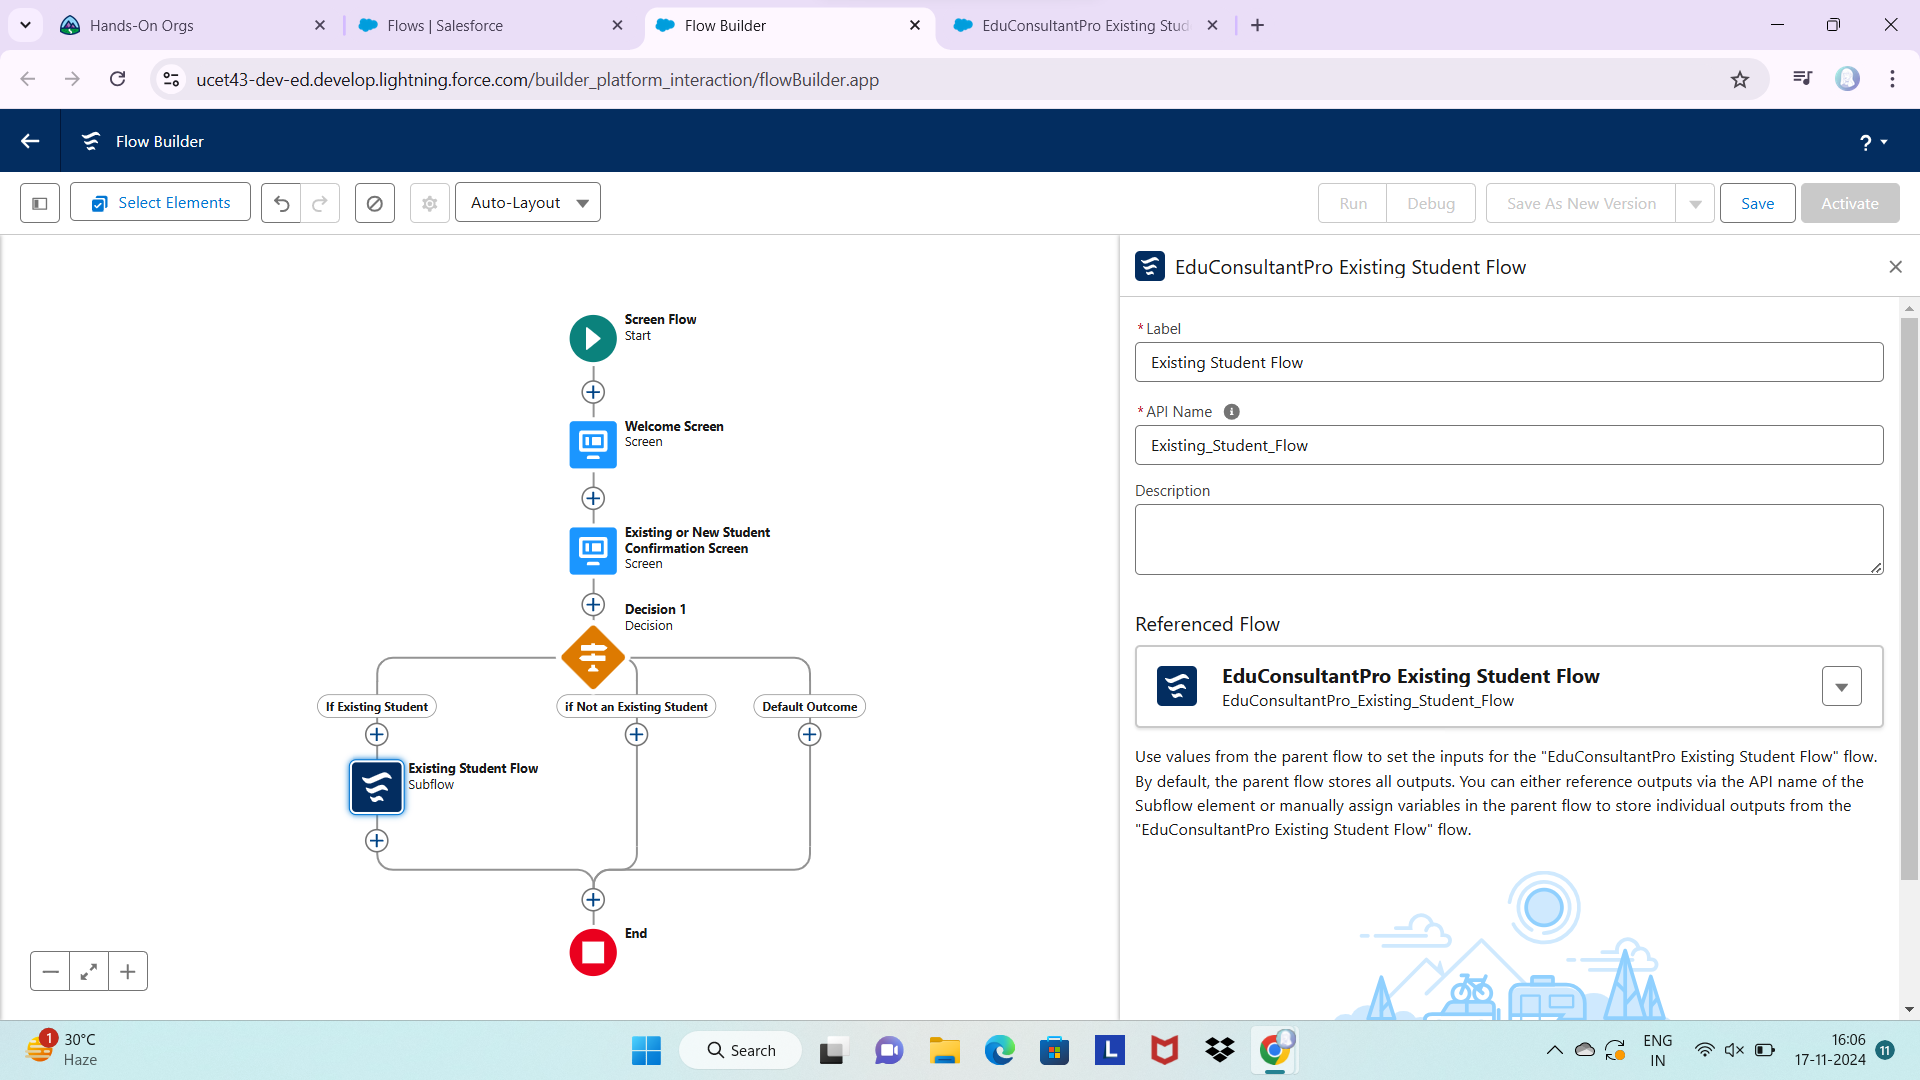 Hands-On Orgs
Flows | Salesforce
Flow Builder
EduConsultantPro Existing Stud
ucet43-dev-ed.develop.lightning.force.com/builder_platform_interaction/flowBuilder.app
Flow Builder
?
Select Elements
Auto-Layout
Run
Debug
Save As New Version
Save
Activate
Screen Flow
Start
Welcome Screen
Screen
Existing or New Student
Confirmation Screen
Screen
Decision 1
Decision
If Existing Student
if Not an Existing Student
Default Outcome
Existing Student Flow
Subflow
End
EduConsultantPro Existing Student Flow
*Label
Existing Student Flow
*API Name
Existing_Student_Flow
Description
Referenced Flow
EduConsultantPro Existing Student Flow
EduConsultantPro_Existing_Student_Flow
Use values from the parent flow to set the inputs for the "EduConsultantPro Existing Student Flow" flow.
By default, the parent flow stores all outputs. You can either reference outputs via the API name of the
Subflow element or manually assign variables in the parent flow to store individual outputs from the
"EduConsultantPro Existing Student Flow" flow.
1
30°C
Haze
Search
L
ENG
IN
16:06
17-11-2024
11